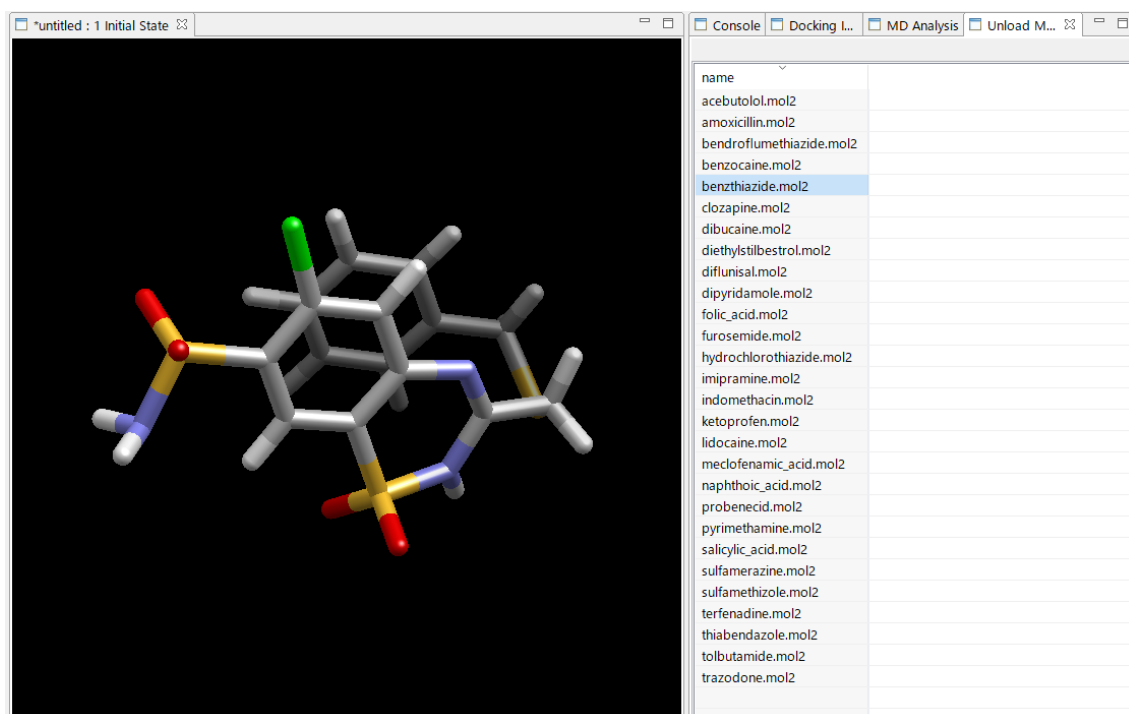 *untitled : 1 Initial State
Console
Docking I...
MD Analysis
Unload M...
name
acebutolol.mol2
amoxicillin.mol2
bendroflumethiazide.mol2
benzocaine.mol2
benzthiazide.mol2
clozapine.mol2
dibucaine.mol2
diethylstilbestrol.mol2
diflunisal.mol2
dipyridamole.mol2
folic_acid.mol2
furosemide.mol2
hydrochlorothiazide.mol2
imipramine.mol2
indomethacin.mol2
ketoprofen.mol2
lidocaine.mol2
meclofenamic_acid.mol2
naphthoic_acid.mol2
probenecid.mol2
pyrimethamine.mol2
salicylic_acid.mol2
sulfamerazine.mol2
sulfamethizole.mol2
terfenadine.mol2
thiabendazole.mol2
tolbutamide.mol2
trazodone.mol2